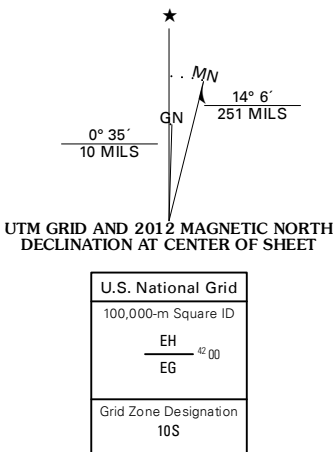 ★
MN
GN
14° 6´
251 MILS
0° 35´
10 MILS
UTM GRID AND 2012 MAGNETIC NORTH
DECLINATION AT CENTER OF SHEET
U.S. National Grid
100,000-m Square ID
EH
42 00
EG
Grid Zone Designation
10S